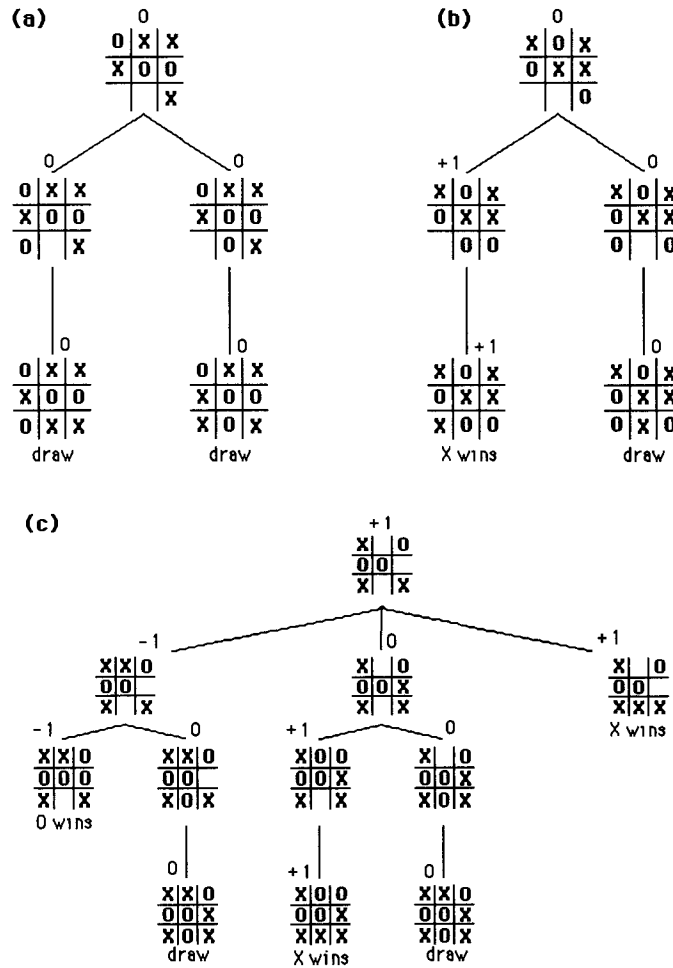 (a)
0
O X X
X O O
X
0
O X X
X O O
O X
0
O X X
X O O
O X
0
O X X
X O O
O X X
draw
0
O X X
X O O
X O X
draw
(b)
0
X O X
O X X
O
+1
X O X
O X X
O O
0
X O X
O X X
O O
+1
X O X
O X X
X O O
X wins
0
X O X
O X X
O X O
draw
(c)
+1
X O
O O
X X
-1
X X O
O O
X X
0
X O
O O X
X X
+1
X O
O O
X X X
X wins
-1
X X O
O O O
X X
O wins
0
X X O
O O
X O X
+1
X O O
O O X
X X
0
X O
O O X
X O X
0
X X O
O O X
X O X
draw
+1
X O O
O O X
X X X
X wins
0
X X O
O O X
X O X
draw